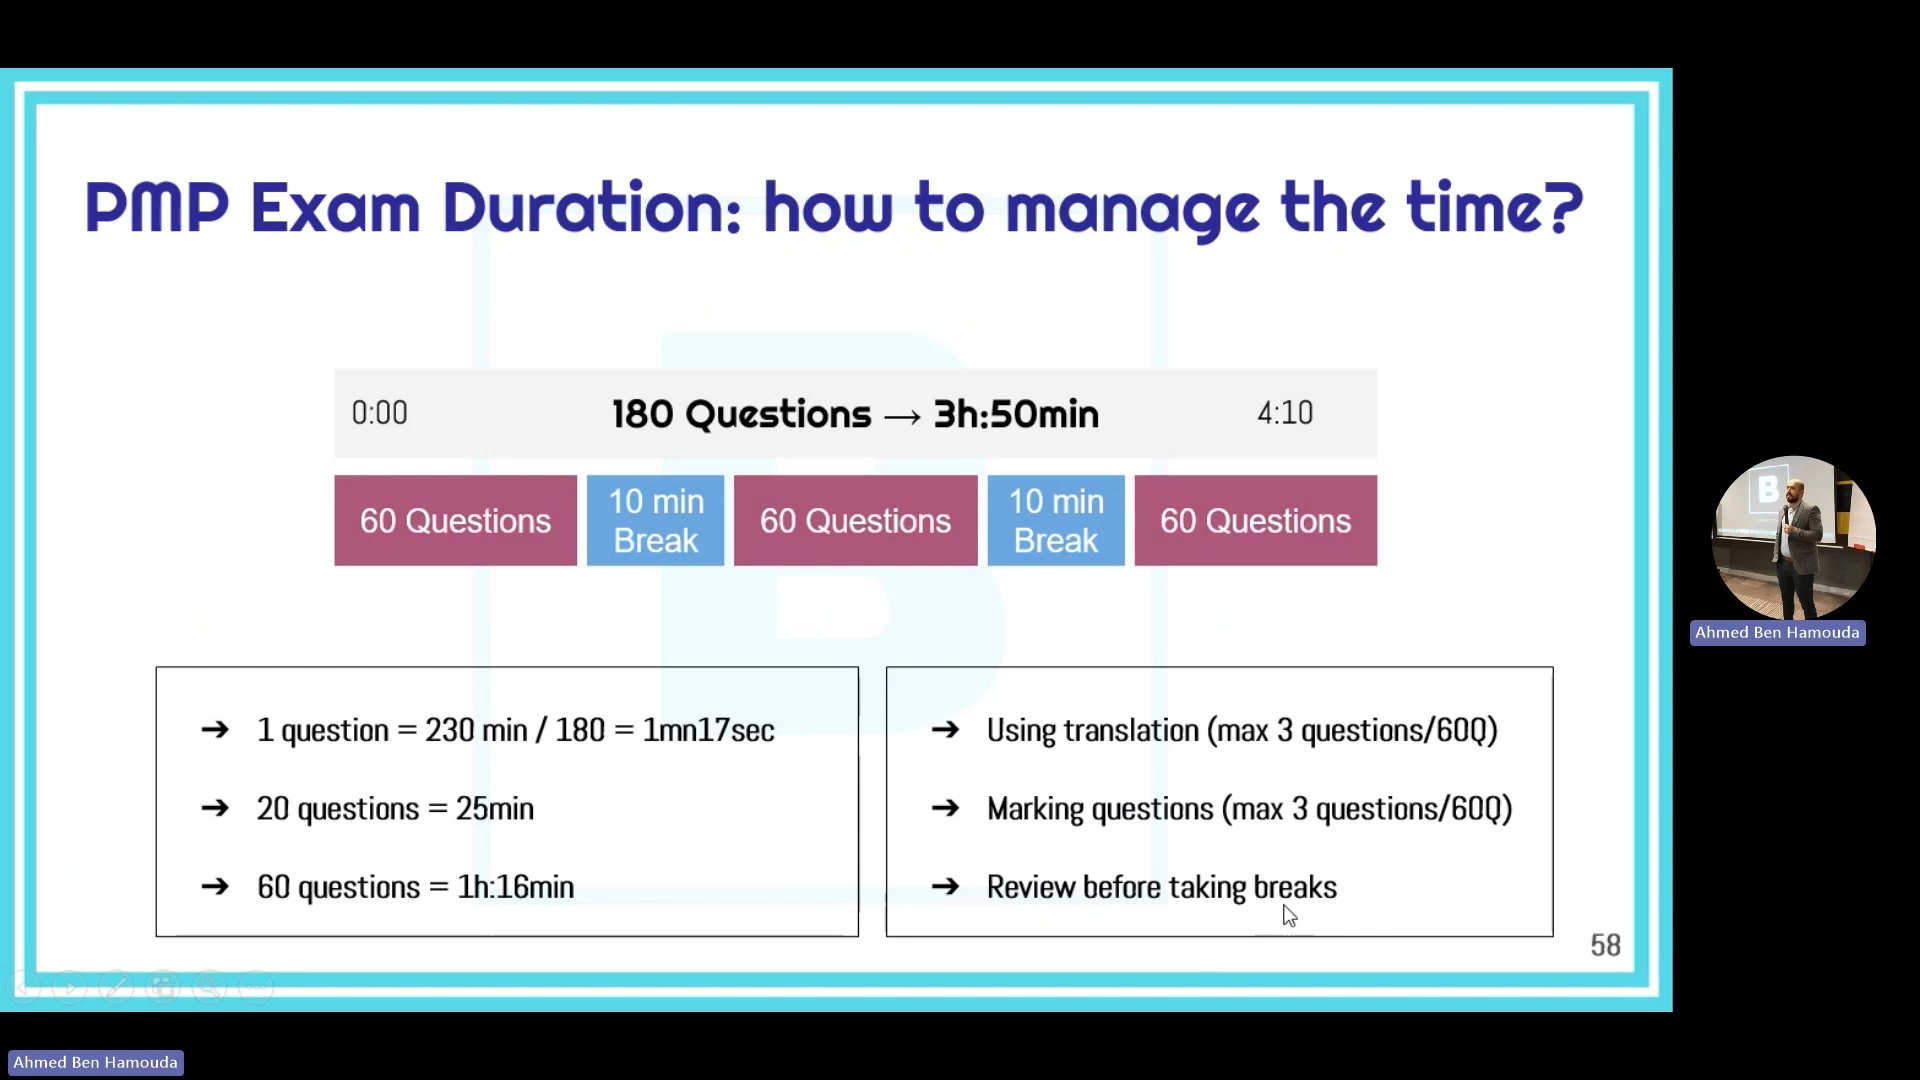 PMP Exam Duration: how to manage the time?
0:00 180 Questions → 3h:50min 4:10
60 Questions
10 min
Break
60 Questions
10 min
Break
60 Questions
➔ 1 question = 230 min / 180 = 1mn17sec
➔ 20 questions = 25min
➔ 60 questions = 1h:16min
➔ Using translation (max 3 questions/60Q)
➔ Marking questions (max 3 questions/60Q)
➔ Review before taking breaks
58
B
Ahmed Ben Hamouda
Ahmed Ben Hamouda